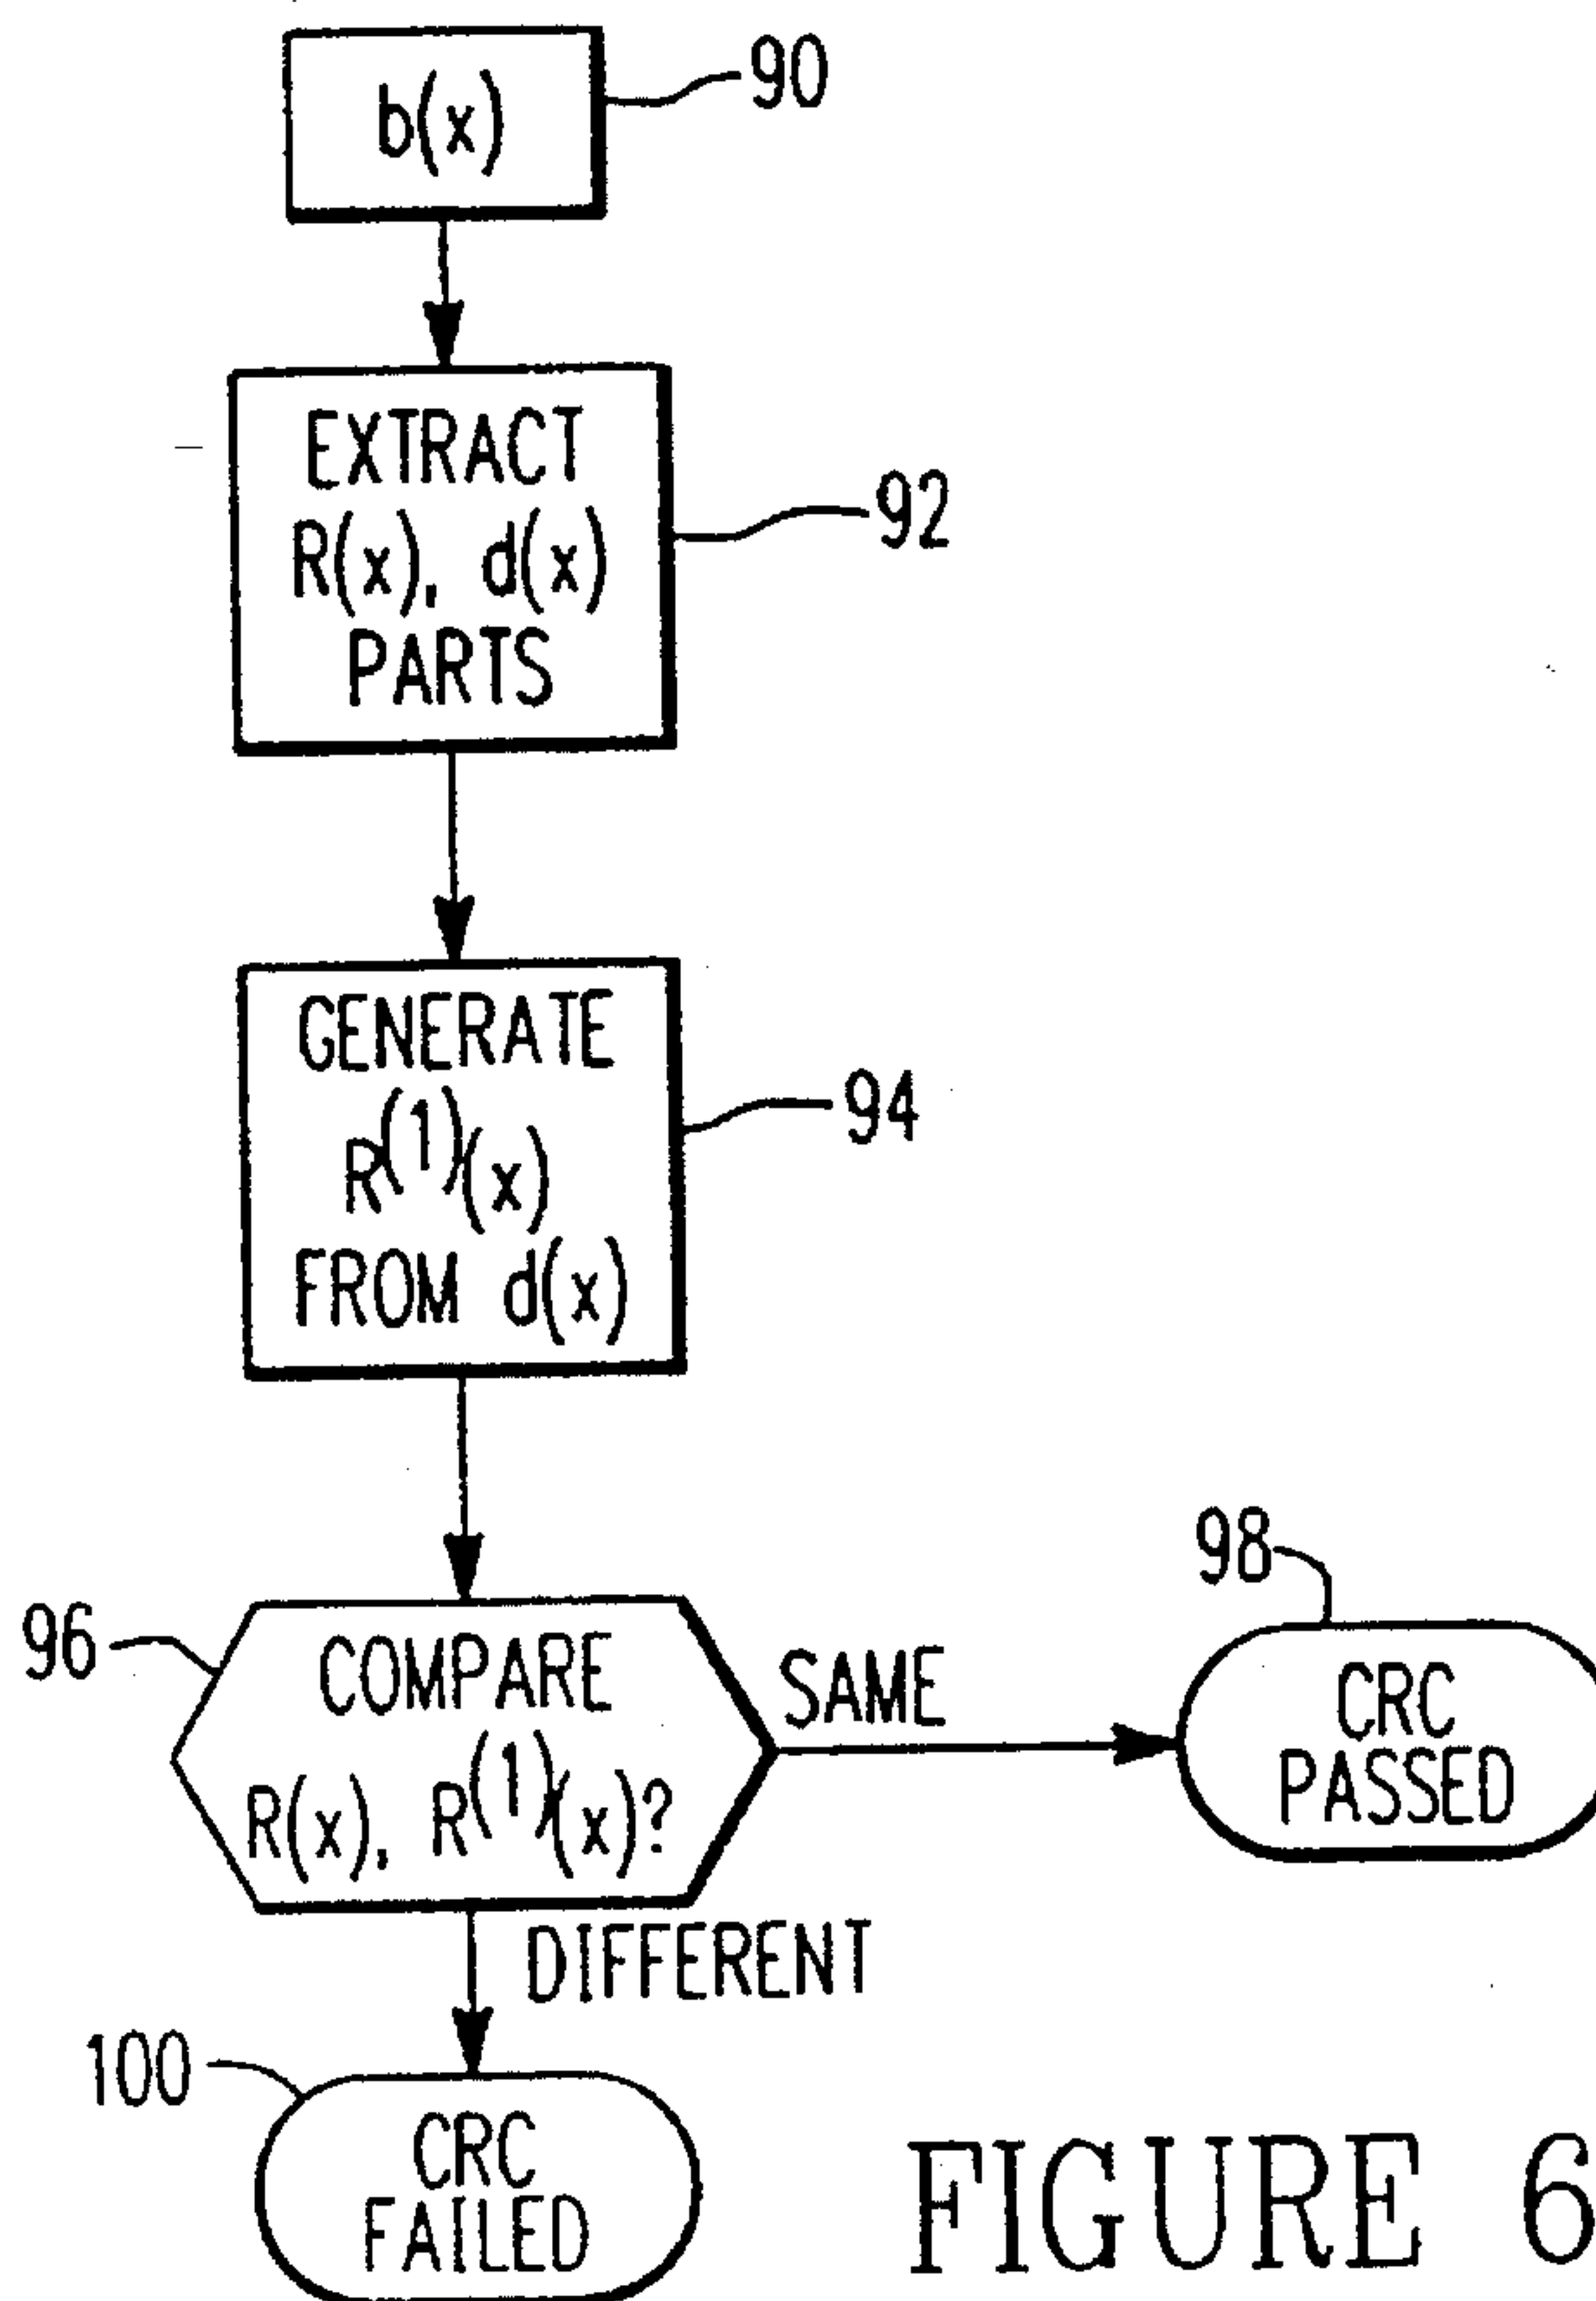 b(x)
90
EXTRACT
R(x), d(x)
PARTS
92
GENERATE
R(1)(x)
FROM d(x)
94
96
COMPARE
R(x), R(1)(x)?
SAME
98
CRC
PASSED
DIFFERENT
100
CRC
FAILED
FIGURE 6